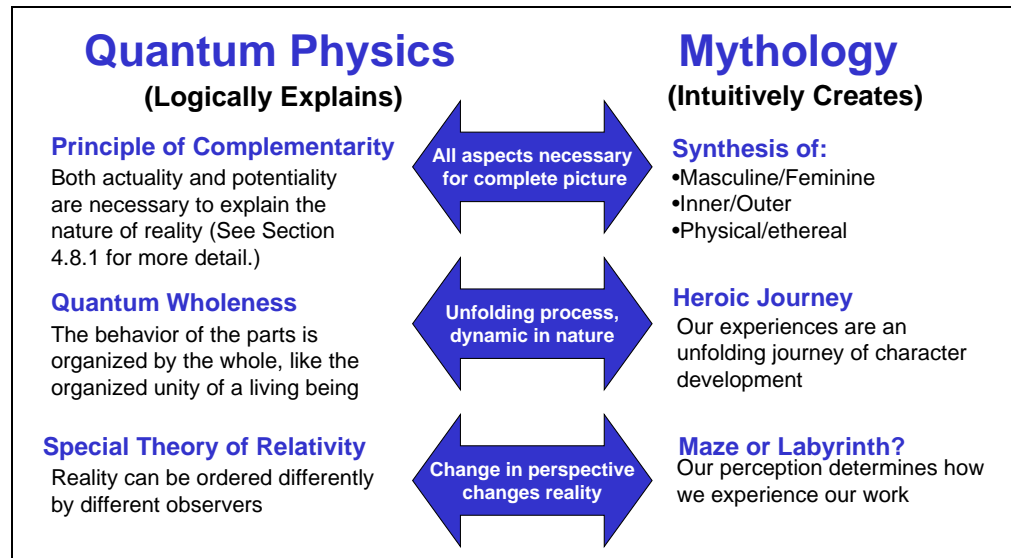 Quantum Physics
(Logically Explains)
Mythology
(Intuitively Creates)
Principle of Complementarity
Both actuality and potentiality
are necessary to explain the
nature of reality (See Section
4.8.1 for more detail.)
All aspects necessary
for complete picture
Synthesis of:
•Masculine/Feminine
•Inner/Outer
•Physical/ethereal
Quantum Wholeness
The behavior of the parts is
organized by the whole, like the
organized unity of a living being
Unfolding process,
dynamic in nature
Heroic Journey
Our experiences are an
unfolding journey of character
development
Special Theory of Relativity
Reality can be ordered differently
by different observers
Change in perspective
changes reality
Maze or Labyrinth?
Our perception determines how
we experience our work